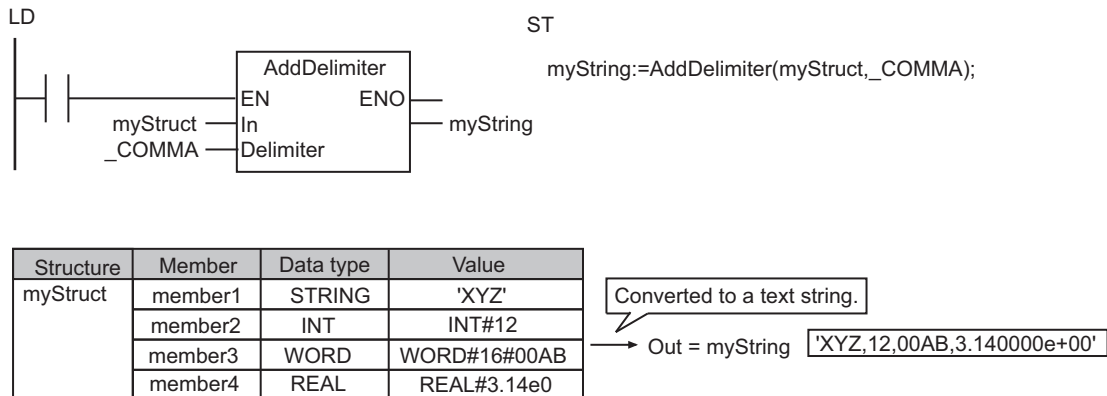 LD
ST
AddDelimiter
myString:=AddDelimiter(myStruct,_COMMA);
EN ENO
myStruct In myString
_COMMA Delimiter
Structure Member Data type Value
myStruct member1 STRING 'XYZ'
Converted to a text string.
member2 INT INT#12
member3 WORD WORD#16#00AB
Out = myString 'XYZ,12,00AB,3.140000e+00'
member4 REAL REAL#3.14e0